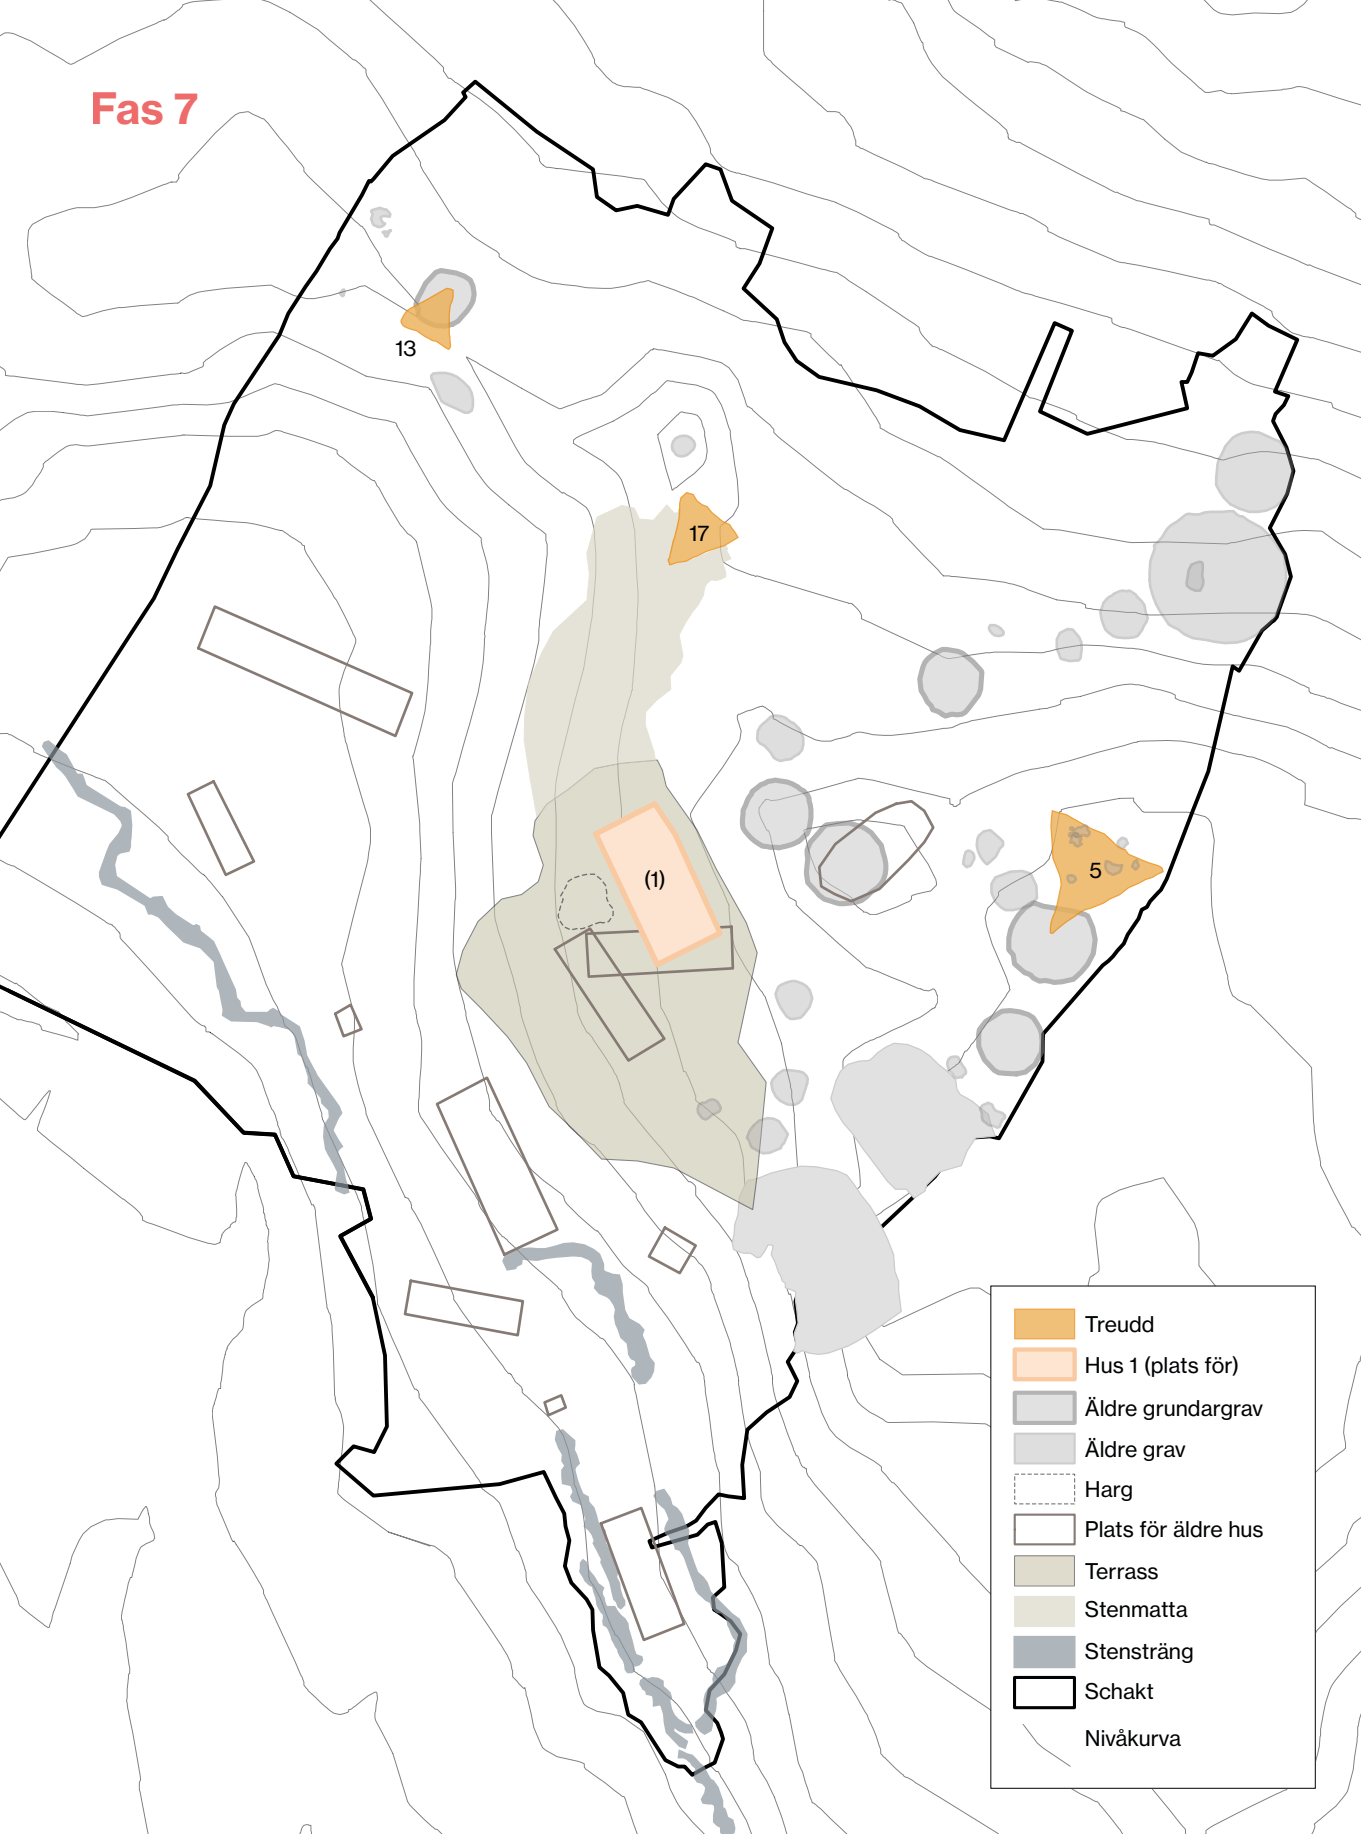 Fas 7
13
17
(1)
5
Treudd
Hus 1 (plats för)
Äldre grundargrav
Äldre grav
Harg
Plats för äldre hus
Terrass
Stenmatta
Stensträng
Schakt
Nivåkurva